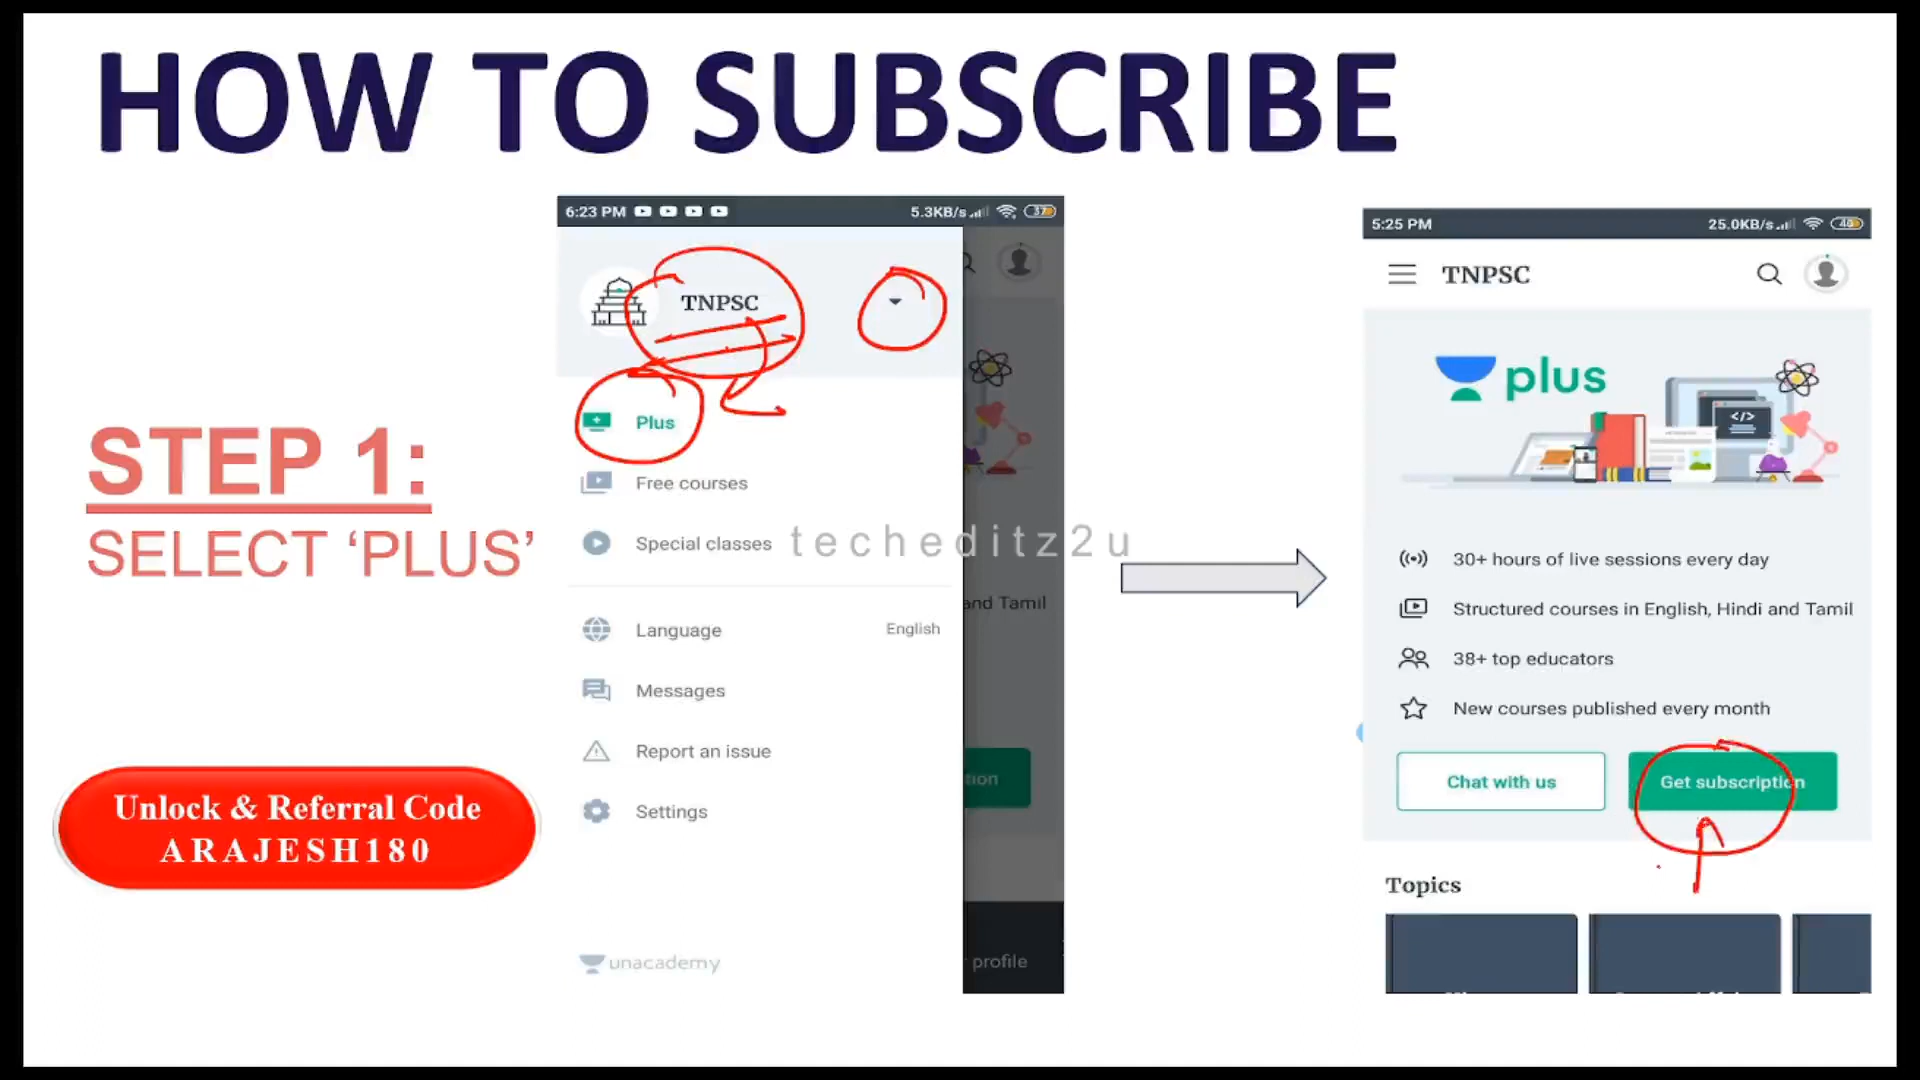 HOW TO SUBSCRIBE
STEP 1:
SELECT ‘PLUS’
Unlock & Referral Code
ARAJESH180
6:23 PM
5.3KB/s
37
TNPSC
Plus
Free courses
Special classes
Language
English
Messages
Report an issue
Settings
unacademy
and Tamil
tion
profile
techeditz2u
5:25 PM
25.0KB/s
TNPSC
plus
</>
30+ hours of live sessions every day
Structured courses in English, Hindi and Tamil
38+ top educators
New courses published every month
Chat with us
Get subscription
Topics